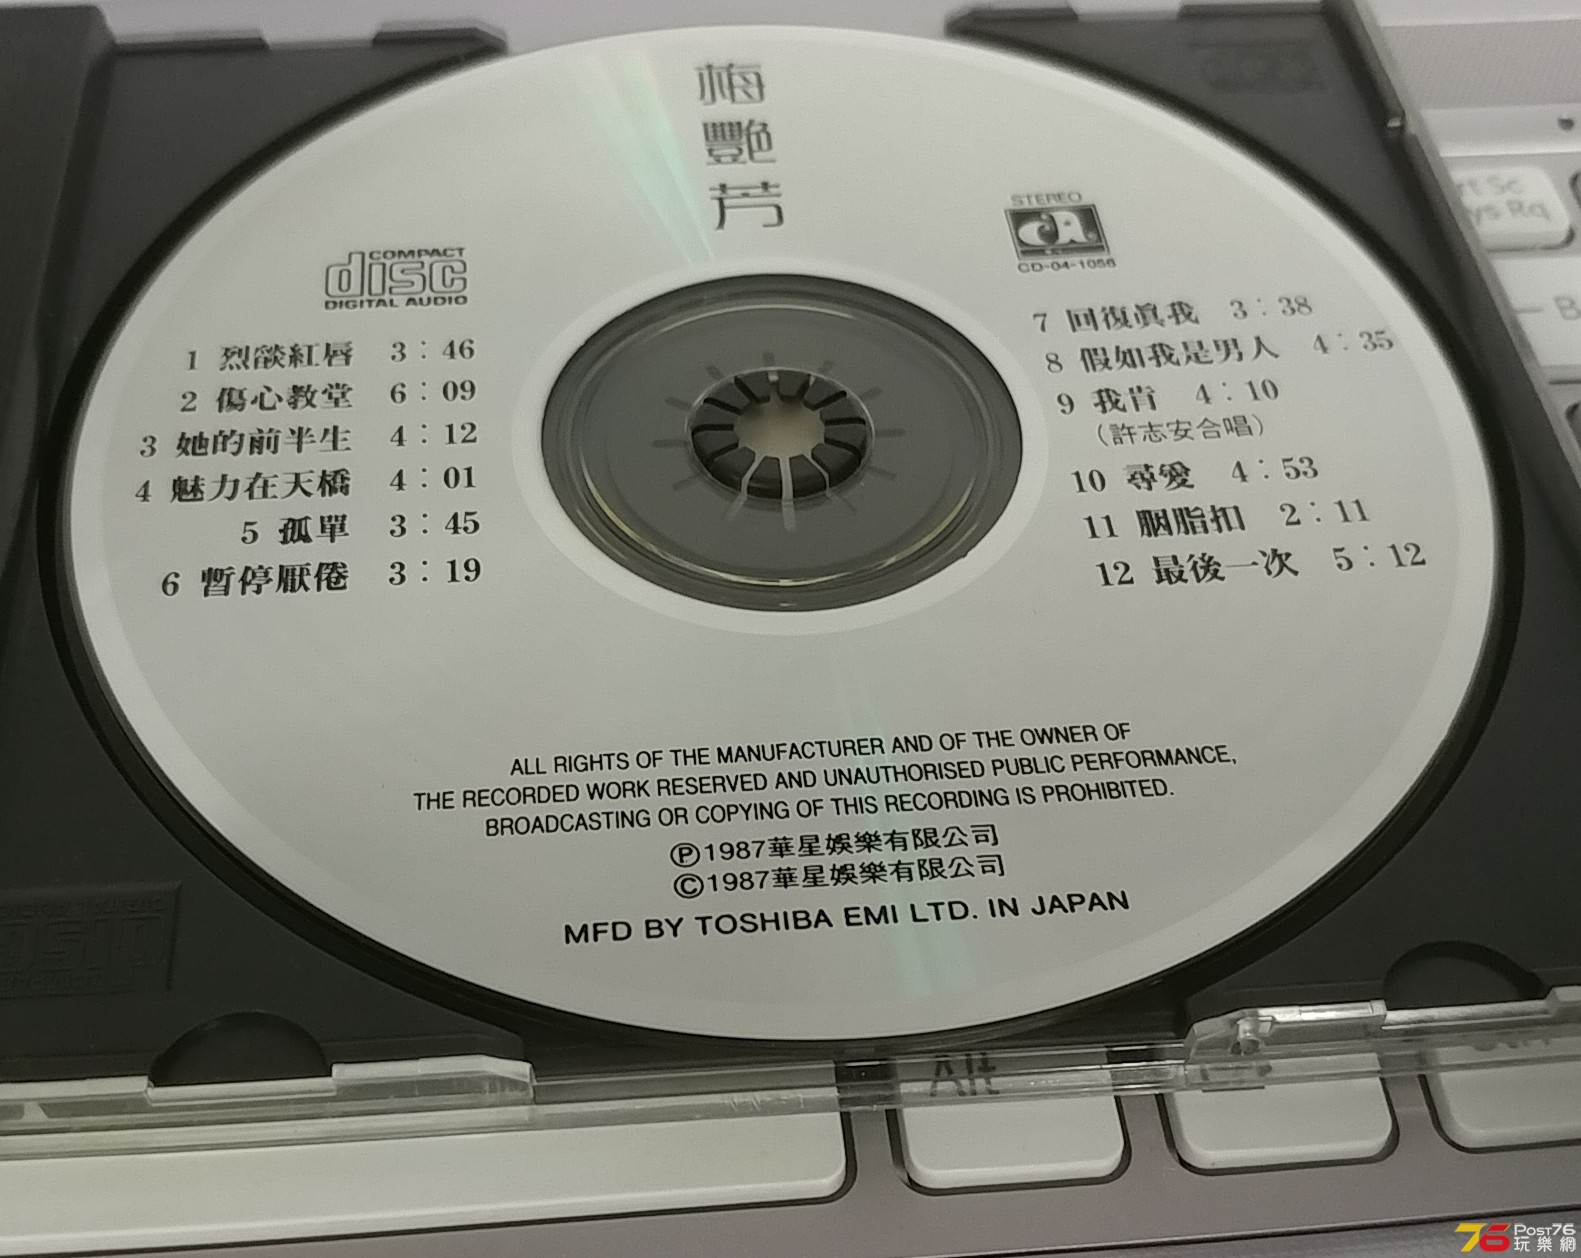 梅
艷
芳
COMPACT
disc
DIGITAL AUDIO
STEREO
CD-04-1056
1 烈燄紅唇 3：46
2 傷心教堂 6：09
3 她的前半生 4：12
4 魅力在天橋 4：01
5 孤單 3：45
6 暫停厭倦 3：19
7 回復眞我 3：38
8 假如我是男人 4：35
9 我肯 4：10
（許志安合唱）
10 尋愛 4：53
11 胭脂扣 2：11
12 最後一次 5：12
ALL RIGHTS OF THE MANUFACTURER AND OF THE OWNER OF
THE RECORDED WORK RESERVED AND UNAUTHORISED PUBLIC PERFORMANCE,
BROADCASTING OR COPYING OF THIS RECORDING IS PROHIBITED.
Ⓟ1987華星娛樂有限公司
Ⓒ1987華星娛樂有限公司
MFD BY TOSHIBA EMI LTD. IN JAPAN
Alt
76 POST76
玩樂網